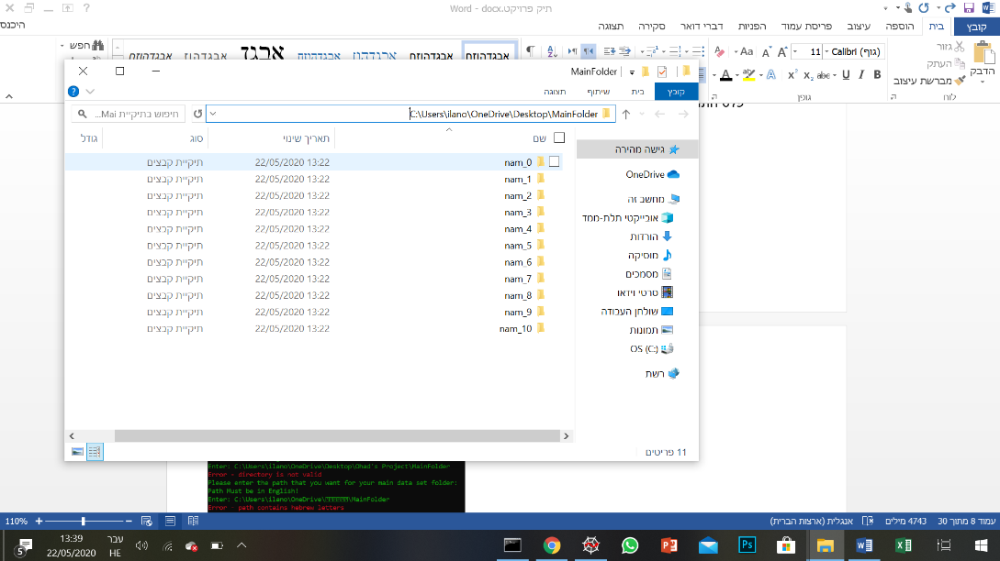 תיק פרויקט.docx - Word
היכנס
קובץ
בית
הוספה
עיצוב
פריסת עמוד
הפניות
דברי דואר
סקירה
תצוגה
הדבק
גזור
העתק
מברשת עיצוב
לוח
Calibri (גוף)
11
גופן
חפש
MainFolder
קובץ
בית
שיתוף
תצוגה
C:\Users\ilano\OneDrive\Desktop\MainFolder
חיפוש בתיקיית Mai...
גישה מהירה
OneDrive
מחשב זה
אובייקטי תלת-ממד
הורדות
מוסיקה
מסמכים
סרטי וידאו
שולחן העבודה
תמונות
OS (C:)
רשת
שם תאריך שינוי סוג גודל
nam_0 22/05/2020 13:22 תיקיית קבצים
nam_1 22/05/2020 13:22 תיקיית קבצים
nam_2 22/05/2020 13:22 תיקיית קבצים
nam_3 22/05/2020 13:22 תיקיית קבצים
nam_4 22/05/2020 13:22 תיקיית קבצים
nam_5 22/05/2020 13:22 תיקיית קבצים
nam_6 22/05/2020 13:22 תיקיית קבצים
nam_7 22/05/2020 13:22 תיקיית קבצים
nam_8 22/05/2020 13:22 תיקיית קבצים
nam_9 22/05/2020 13:22 תיקיית קבצים
nam_10 22/05/2020 13:22 תיקיית קבצים
11 פריטים
Enter: C:\Users\ilano\OneDrive\Desktop\Ohad's Project\MainFolder
Error - directory is not valid
Please enter the path that you want for your main data set folder:
Path Must be in English!
Enter: C:\Users\ilano\OneDrive\\MainFolder
Error - path contains hebrew letters
עמוד 8 מתוך 30
4743 מילים
אנגלית (ארצות הברית)
110%
עבר
HE
13:39
22/05/2020
5